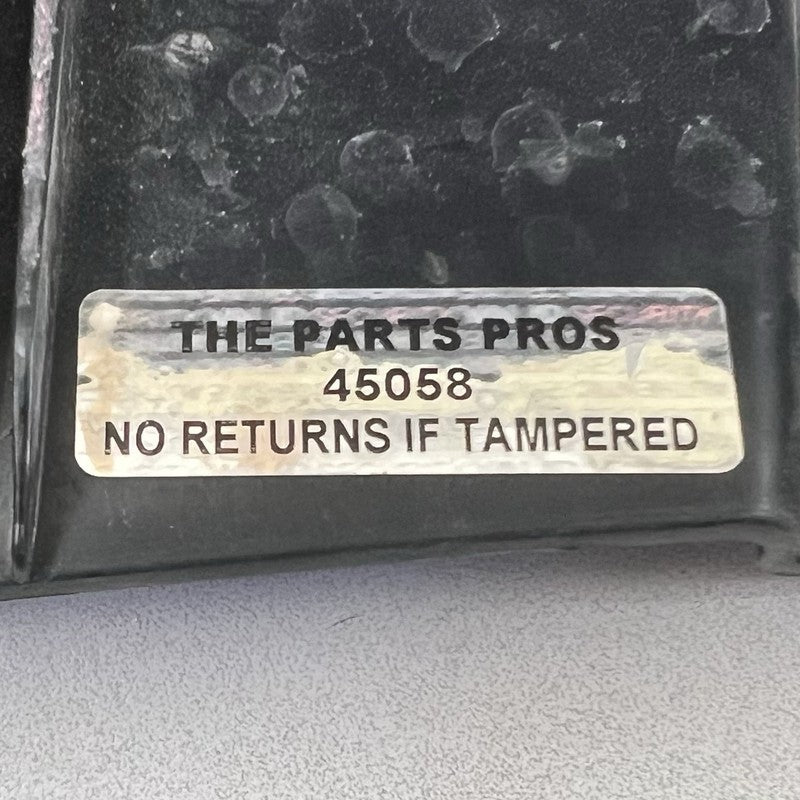 THE PARTS PROS
45058
NO RETURNS IF TAMPERED